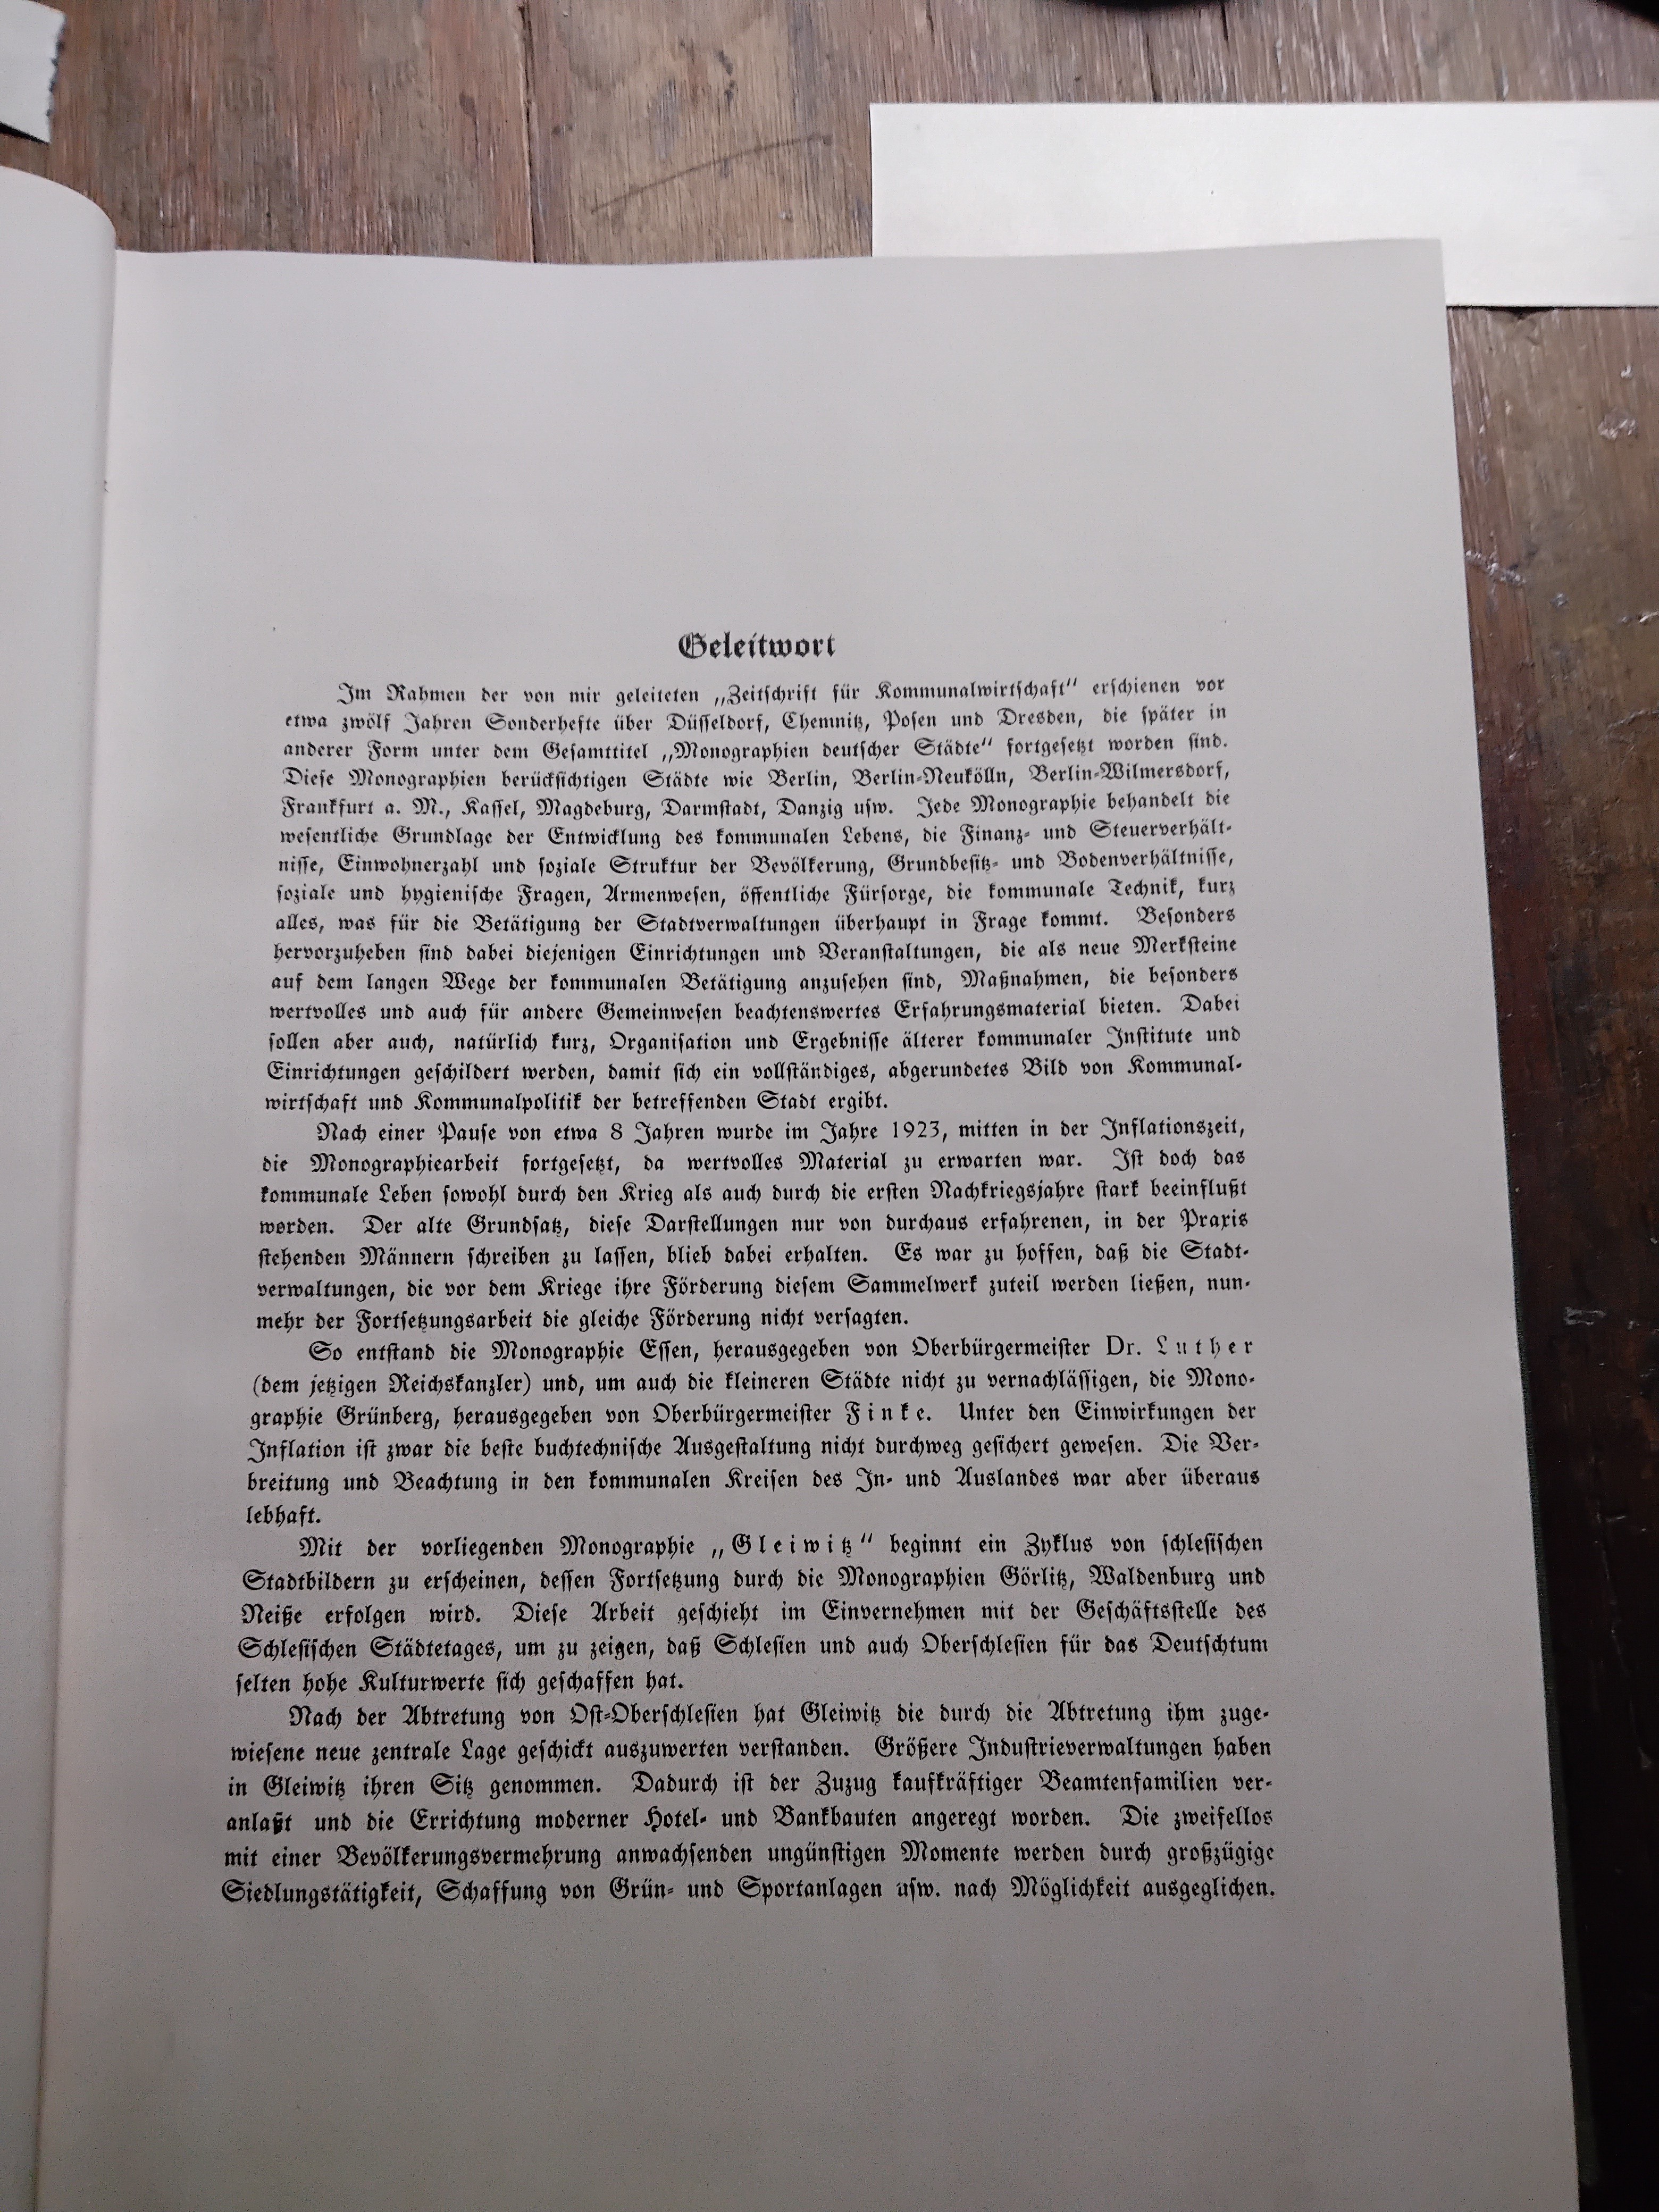 Geleitwort
Im Rahmen der von mir geleiteten „Zeitschrift für Kommunalwirtschaft“ erschienen vor
etwa zwölf Jahren Sonderhefte über Düsseldorf, Chemnitz, Posen und Dresden, die später in
anderer Form unter dem Gesamttitel „Monographien deutscher Städte“ fortgesetzt worden sind.
Diese Monographien berücksichtigen Städte wie Berlin, Berlin-Neukölln, Berlin-Wilmersdorf,
Frankfurt a. M., Kassel, Magdeburg, Darmstadt, Danzig usw. Jede Monographie behandelt die
wesentliche Grundlage der Entwicklung des kommunalen Lebens, die Finanz- und Steuerverhält-
nisse, Einwohnerzahl und soziale Struktur der Bevölkerung, Grundbesitz- und Bodenverhältnisse,
soziale und hygienische Fragen, Armenwesen, öffentliche Fürsorge, die kommunale Technik, kurz
alles, was für die Betätigung der Stadtverwaltungen überhaupt in Frage kommt. Besonders
hervorzuheben sind dabei diejenigen Einrichtungen und Veranstaltungen, die als neue Merksteine
auf dem langen Wege der kommunalen Betätigung anzusehen sind, Maßnahmen, die besonders
wertvolles und auch für andere Gemeinwesen beachtenswertes Erfahrungsmaterial bieten. Dabei
sollen aber auch, natürlich kurz, Organisation und Ergebnisse älterer kommunaler Institute und
Einrichtungen geschildert werden, damit sich ein vollständiges, abgerundetes Bild von Kommunal-
wirtschaft und Kommunalpolitik der betreffenden Stadt ergibt.
Nach einer Pause von etwa 8 Jahren wurde im Jahre 1923, mitten in der Inflationszeit,
die Monographiearbeit fortgesetzt, da wertvolles Material zu erwarten war. Ist doch das
kommunale Leben sowohl durch den Krieg als auch durch die ersten Nachkriegsjahre stark beeinflußt
worden. Der alte Grundsatz, diese Darstellungen nur von durchaus erfahrenen, in der Praxis
stehenden Männern schreiben zu lassen, blieb dabei erhalten. Es war zu hoffen, daß die Stadt-
verwaltungen, die vor dem Kriege ihre Förderung diesem Sammelwerk zuteil werden ließen, nun-
mehr der Fortsetzungsarbeit die gleiche Förderung nicht versagten.
So entstand die Monographie Essen, herausgegeben von Oberbürgermeister Dr. Luther
(dem jetzigen Reichskanzler) und, um auch die kleineren Städte nicht zu vernachlässigen, die Mono-
graphie Grünberg, herausgegeben von Oberbürgermeister Finke. Unter den Einwirkungen der
Inflation ist zwar die beste buchtechnische Ausgestaltung nicht durchweg gesichert gewesen. Die Ver-
breitung und Beachtung in den kommunalen Kreisen des In- und Auslandes war aber überaus
lebhaft.
Mit der vorliegenden Monographie „Gleiwitz“ beginnt ein Zyklus von schlesischen
Stadtbildern zu erscheinen, dessen Fortsetzung durch die Monographien Görlitz, Waldenburg und
Neiße erfolgen wird. Diese Arbeit geschieht im Einvernehmen mit der Geschäftsstelle des
Schlesischen Städtetages, um zu zeigen, daß Schlesien und auch Oberschlesien für das Deutschtum
selten hohe Kulturwerte sich geschaffen hat.
Nach der Abtretung von Ost-Oberschlesien hat Gleiwitz die durch die Abtretung ihm zuge-
wiesene neue zentrale Lage geschickt auszuwerten verstanden. Größere Industrieverwaltungen haben
in Gleiwitz ihren Sitz genommen. Dadurch ist der Zuzug kaufkräftiger Beamtenfamilien ver-
anlaßt und die Errichtung moderner Hotel- und Bankbauten angeregt worden. Die zweifellos
mit einer Bevölkerungsvermehrung anwachsenden ungünstigen Momente werden durch großzügige
Siedlungstätigkeit, Schaffung von Grün- und Sportanlagen usw. nach Möglichkeit ausgeglichen.